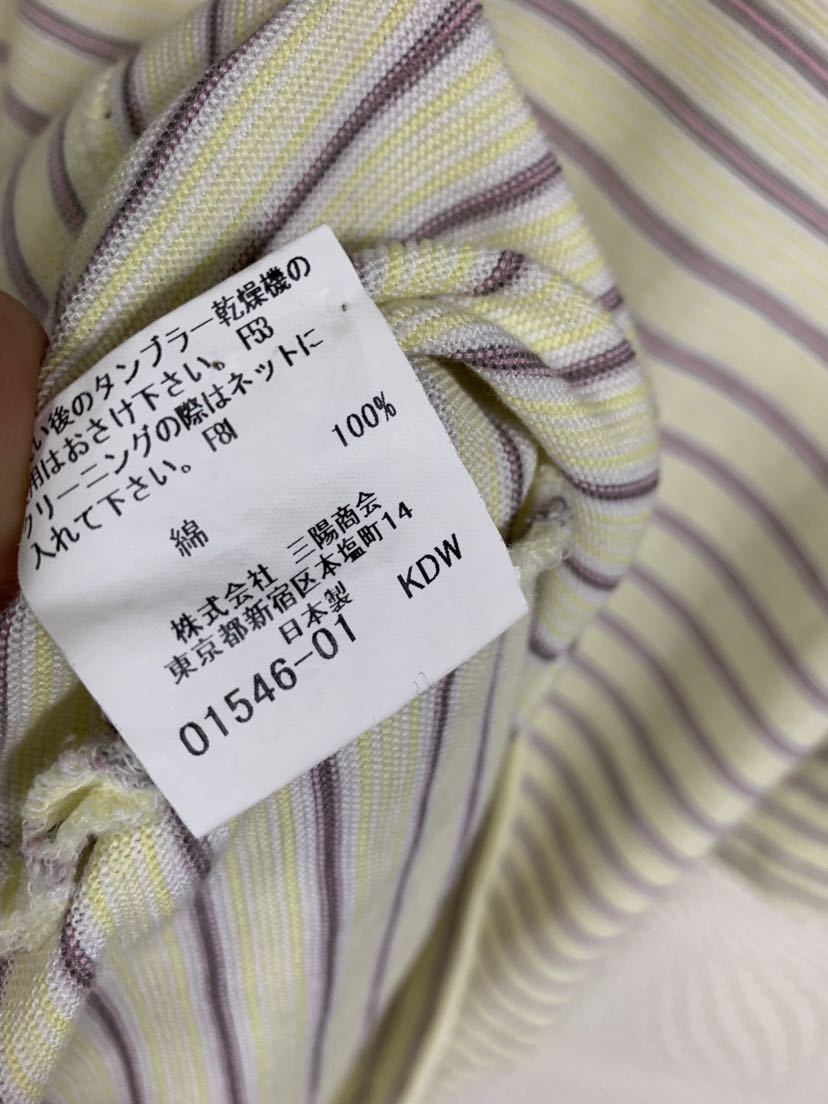 い後のタンブラー乾燥機の
用はおさけ下さい。F53
クリーニングの際はネットに
入れて下さい。F81
綿 100%
株式会社 三陽商会
東京都新宿区本塩町14
日本製 KDW
01546-01